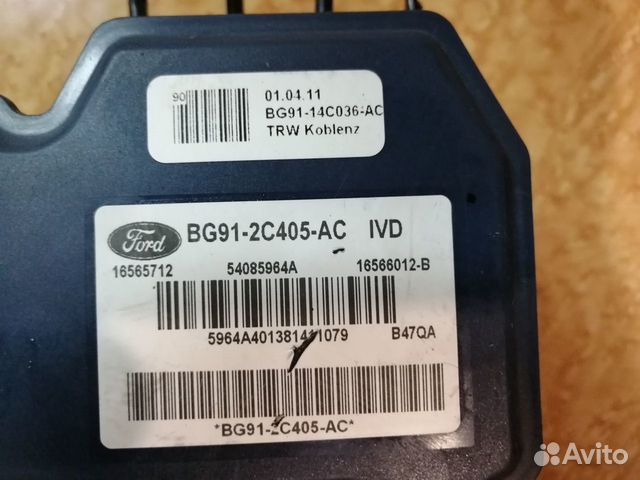 90
01.04.11
BG91-14C036-AC
TRW Koblenz
Ford BG91-2C405-AC IVD
16565712 54085964A 16566012-B
5964A401381411079 B47QA
*BG91-2C405-AC*
Avito